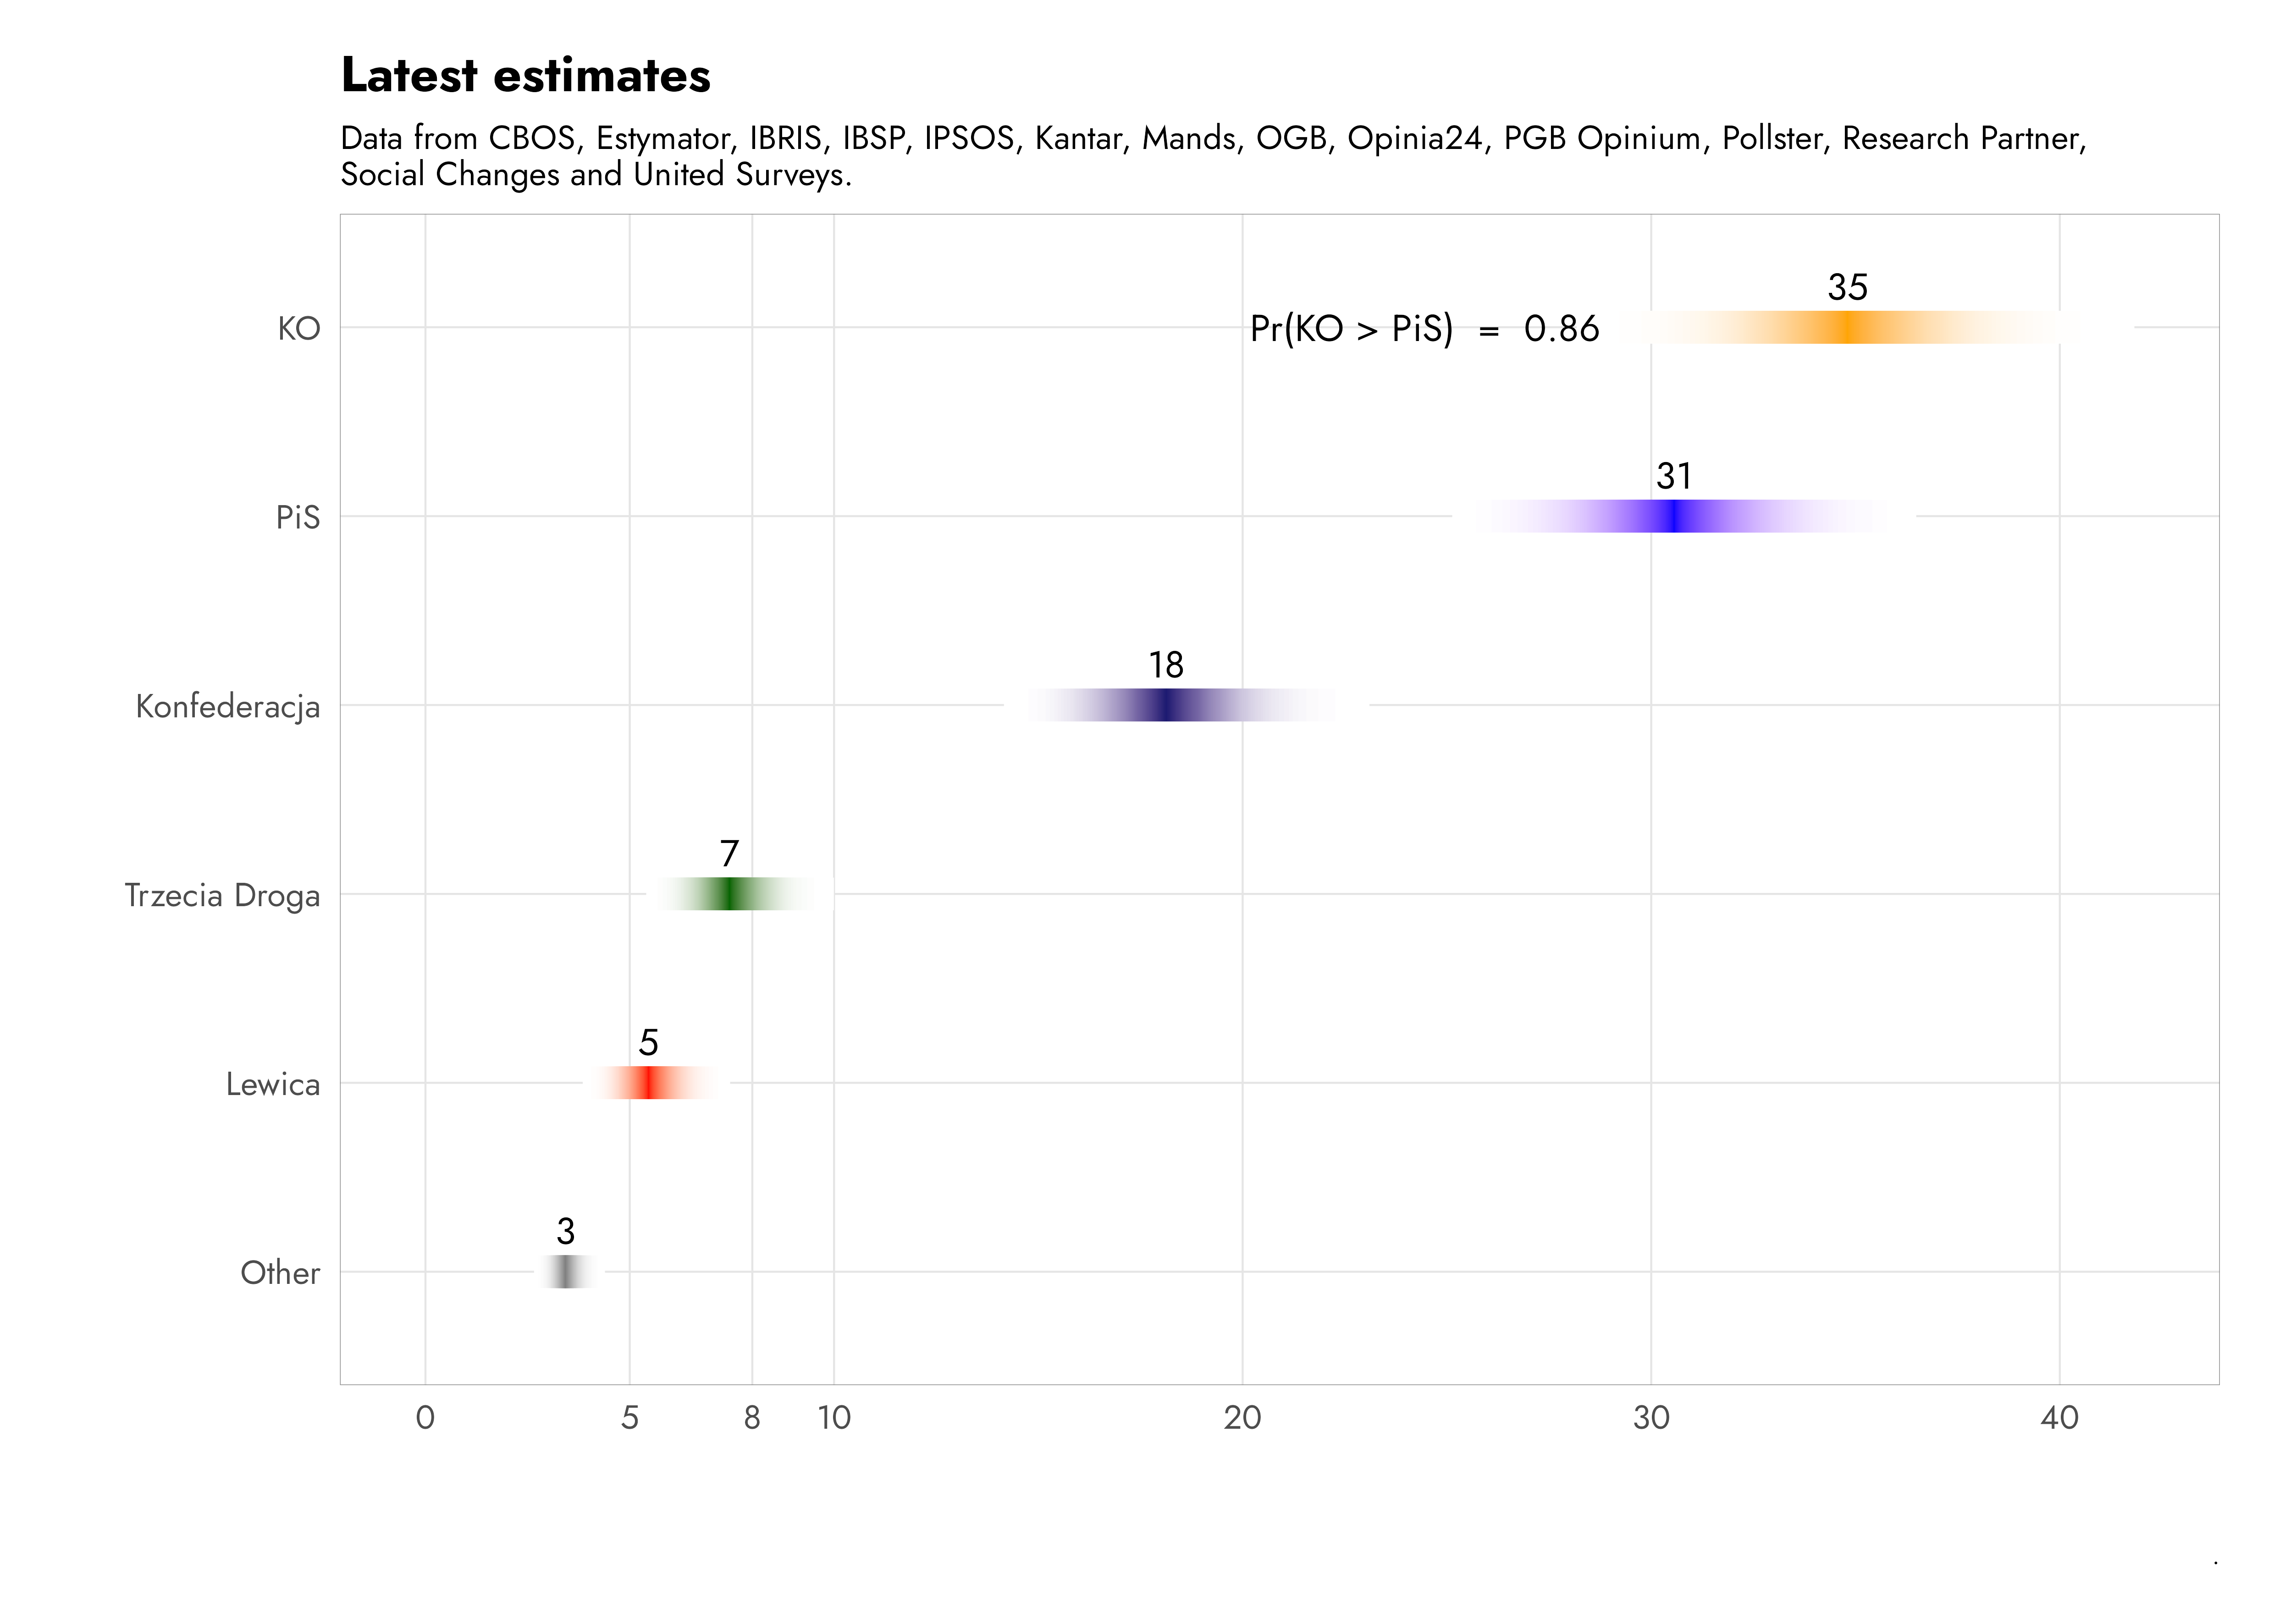 Latest estimates
Data from CBOS, Estymator, IBRIS, IBSP, IPSOS, Kantar, Mands, OGB, Opinia24, PGB Opinium, Pollster, Research Partner,
Social Changes and United Surveys.
35
KO
Pr(KO > PiS) = 0.86
31
PiS
18
Konfederacja
7
Trzecia Droga
5
Lewica
3
Other
0 5 8 10 20 30 40
.